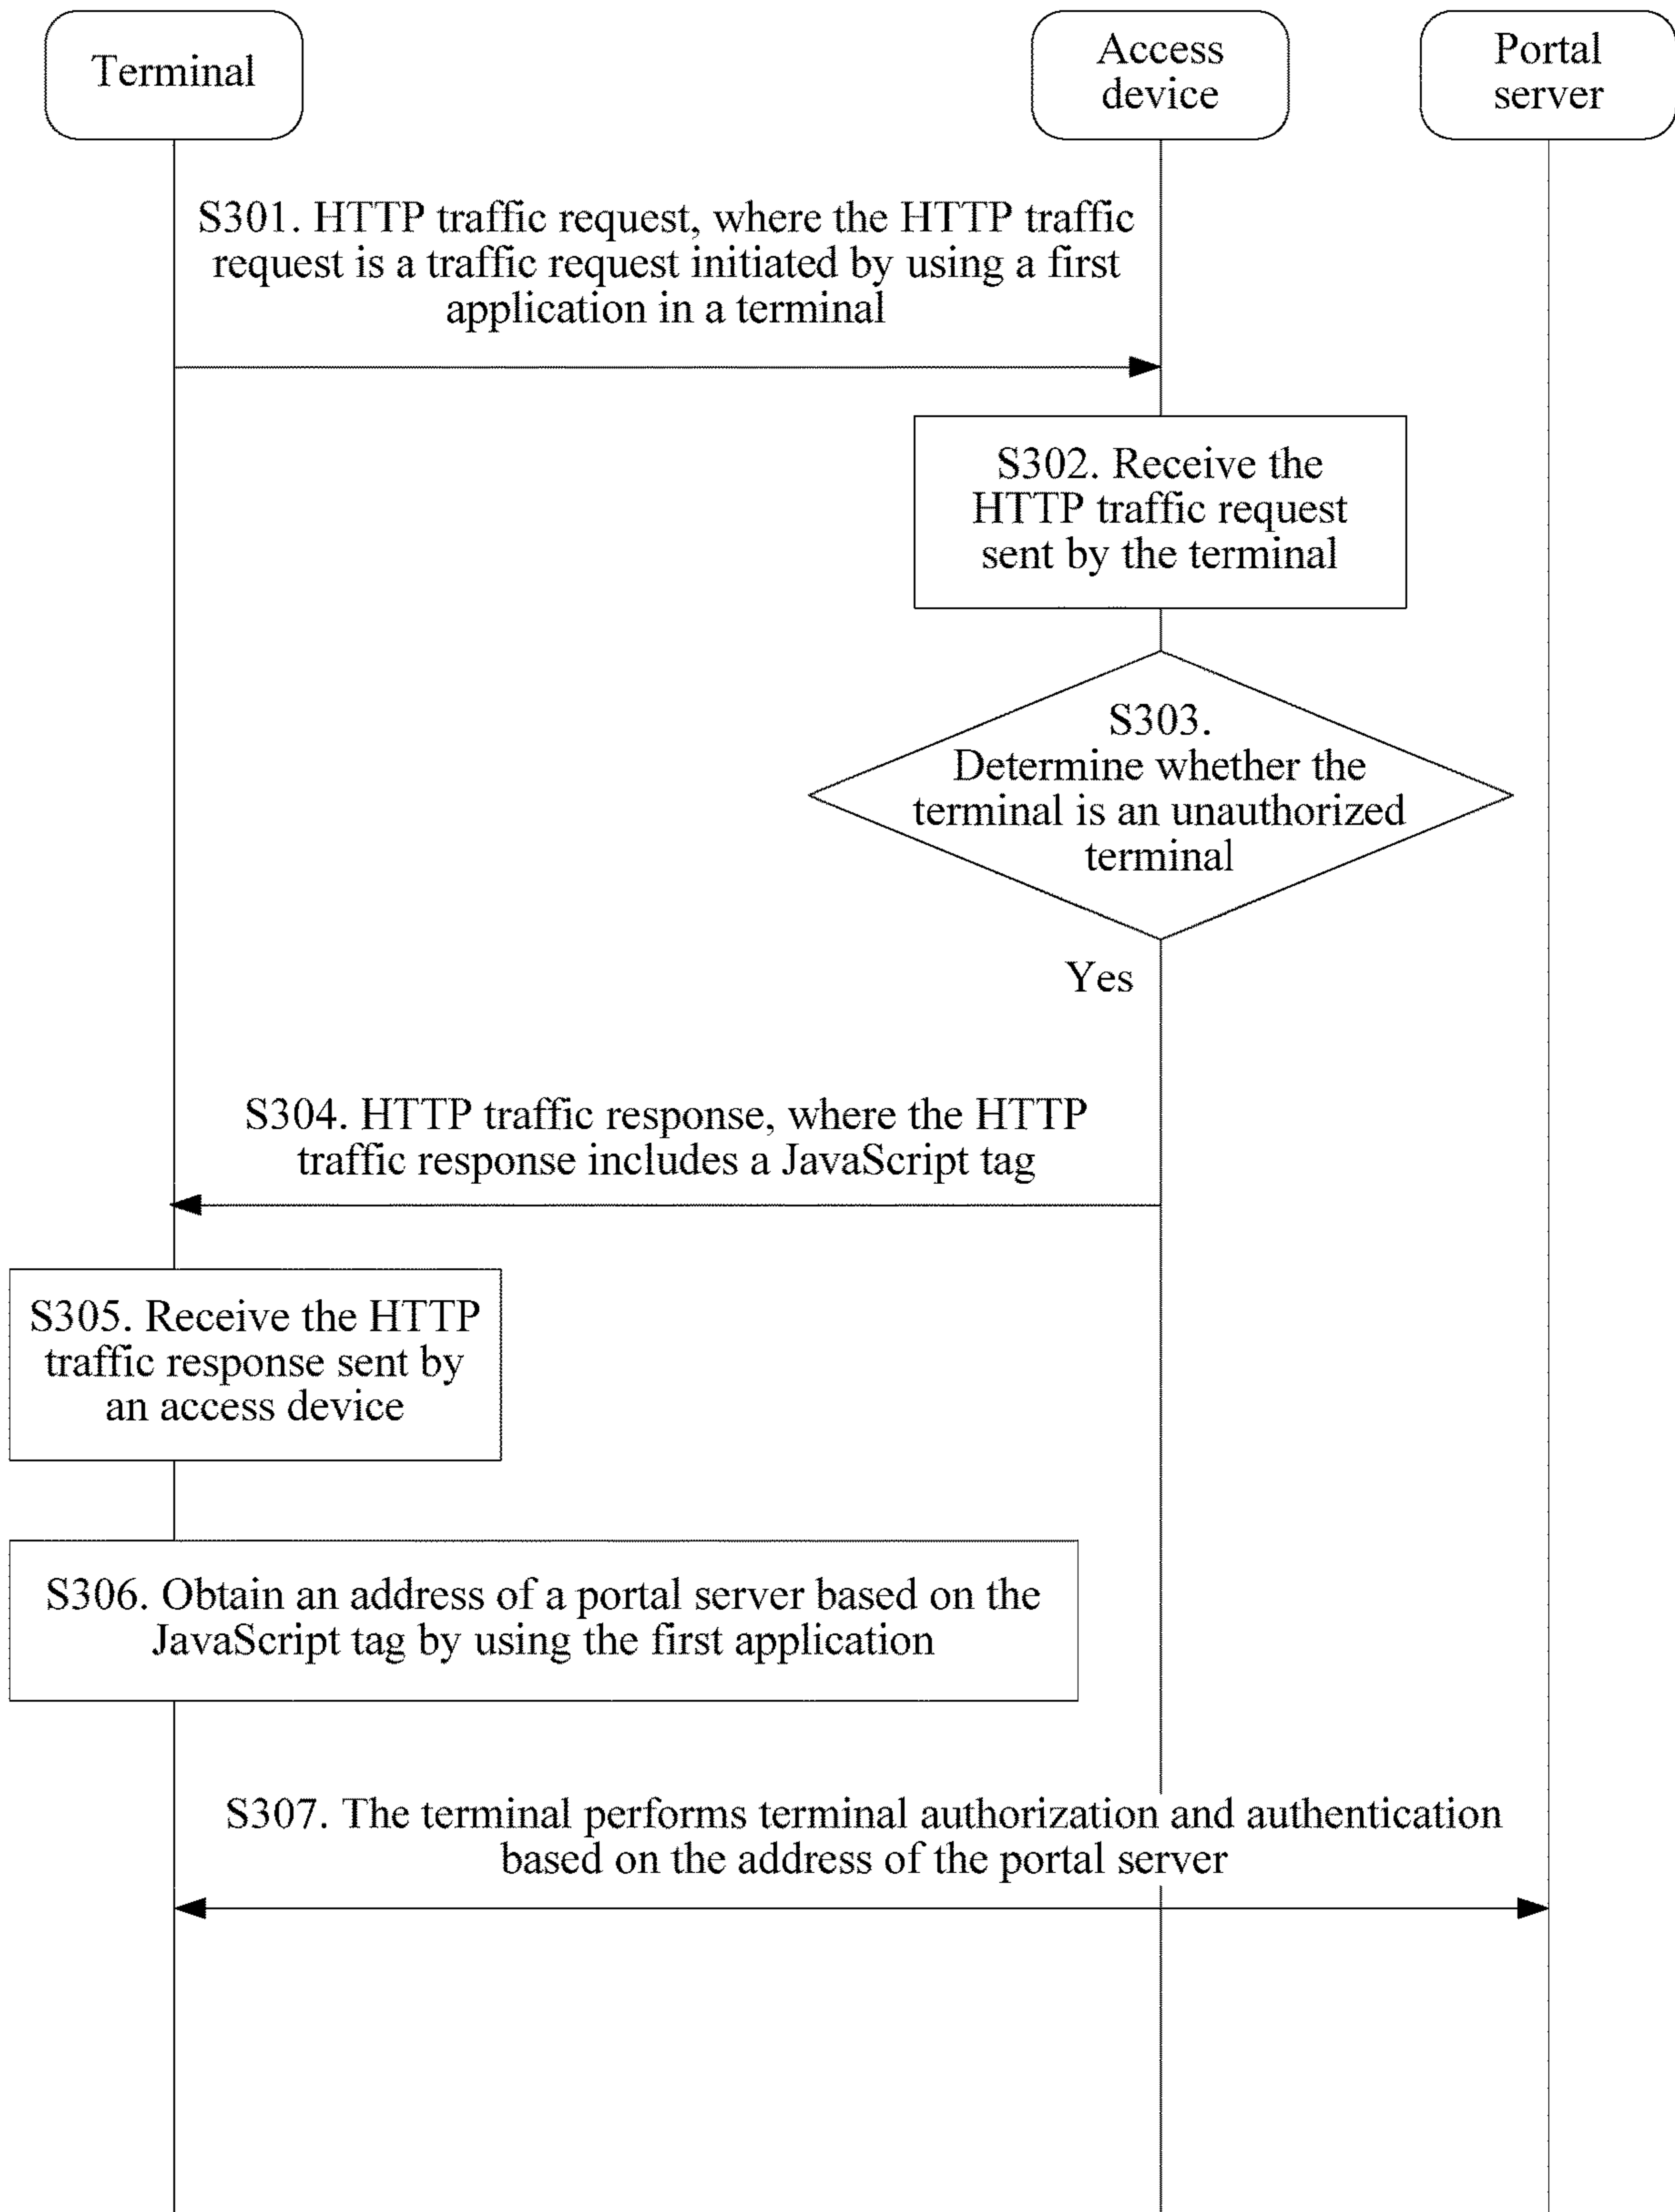 Terminal
Access
device
Portal
server
S301. HTTP traffic request, where the HTTP traffic
request is a traffic request initiated by using a first
application in a terminal
S302. Receive the
HTTP traffic request
sent by the terminal
S303.
Determine whether the
terminal is an unauthorized
terminal
Yes
S304. HTTP traffic response, where the HTTP
traffic response includes a JavaScript tag
S305. Receive the HTTP
traffic response sent by
an access device
S306. Obtain an address of a portal server based on the
JavaScript tag by using the first application
S307. The terminal performs terminal authorization and authentication
based on the address of the portal server